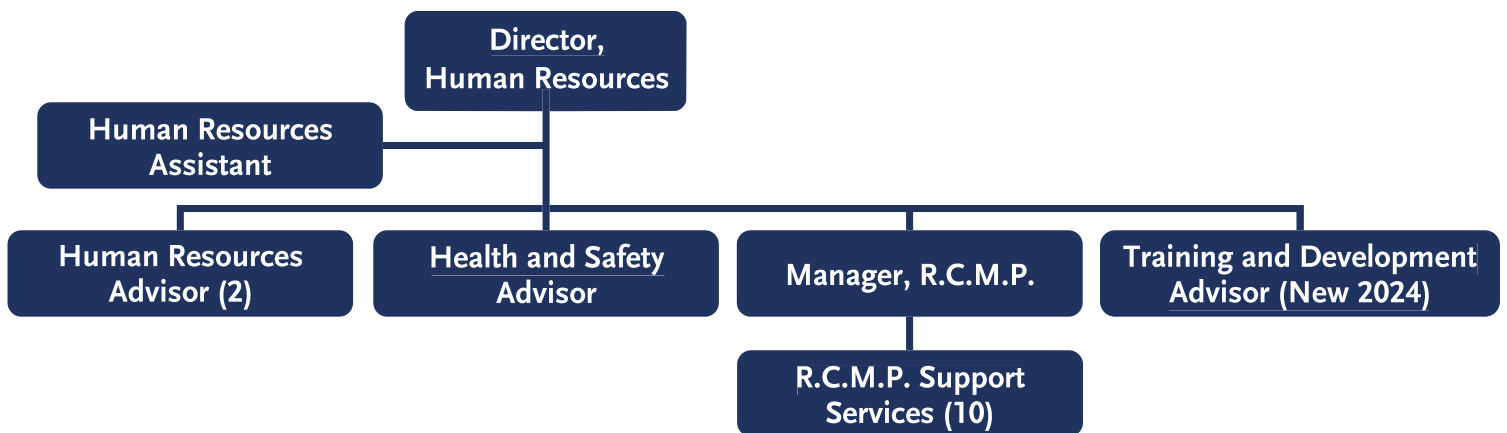 Director,
Human Resources
Human Resources
Assistant
Human Resources
Advisor (2)
Health and Safety
Advisor
Manager, R.C.M.P.
Training and Development
Advisor (New 2024)
R.C.M.P. Support
Services (10)